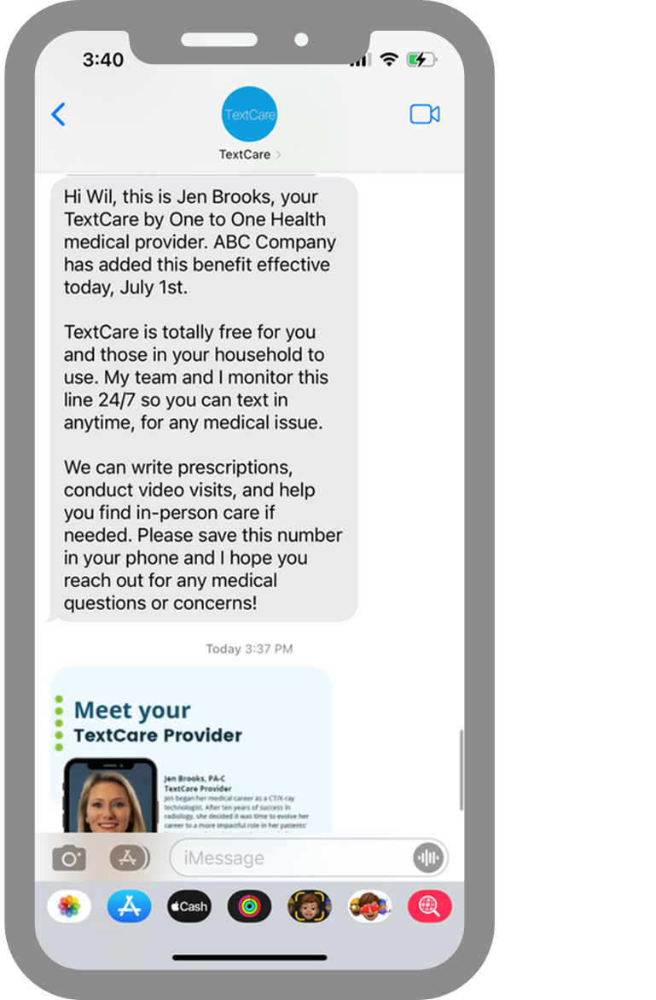 3:40
TextCare
TextCare
Hi Wil, this is Jen Brooks, your
TextCare by One to One Health
medical provider. ABC Company
has added this benefit effective
today, July 1st.
TextCare is totally free for you
and those in your household to
use. My team and I monitor this
line 24/7 so you can text in
anytime, for any medical issue.
We can write prescriptions,
conduct video visits, and help
you find in-person care if
needed. Please save this number
in your phone and I hope you
reach out for any medical
questions or concerns!
Today 3:37 PM
Meet your
TextCare Provider
Jen Brooks, PA-C
TextCare Provider
Jen began her medical career as a CT/X-ray
technologist. After ten years of success in
radiology, she decided it was time to evolve her
career to a more impactful role in her patients'
iMessage
Cash